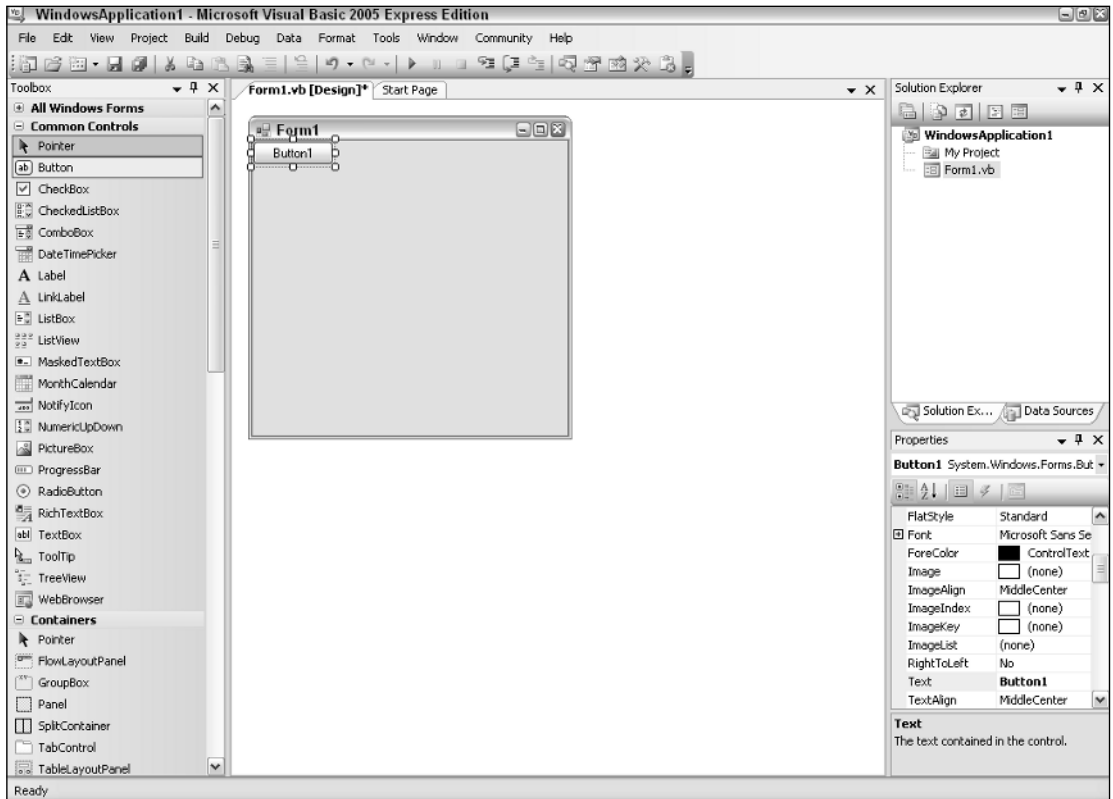 WindowsApplication1 - Microsoft Visual Basic 2005 Express Edition
File Edit View Project Build Debug Data Format Tools Window Community Help
Toolbox
All Windows Forms
Common Controls
Pointer
Button
CheckBox
CheckedListBox
ComboBox
DateTimePicker
Label
LinkLabel
ListBox
ListView
MaskedTextBox
MonthCalendar
NotifyIcon
NumericUpDown
PictureBox
ProgressBar
RadioButton
RichTextBox
TextBox
ToolTip
TreeView
WebBrowser
Containers
Pointer
FlowLayoutPanel
GroupBox
Panel
SplitContainer
TabControl
TableLayoutPanel
Form1.vb [Design]* Start Page
Form1
Button1
Solution Explorer
WindowsApplication1
My Project
Form1.vb
Solution Ex... Data Sources
Properties
Button1 System.Windows.Forms.But
FlatStyle Standard
Font Microsoft Sans Se
ForeColor ControlText
Image (none)
ImageAlign MiddleCenter
ImageIndex (none)
ImageKey (none)
ImageList (none)
RightToLeft No
Text Button1
TextAlign MiddleCenter
Text
The text contained in the control.
Ready